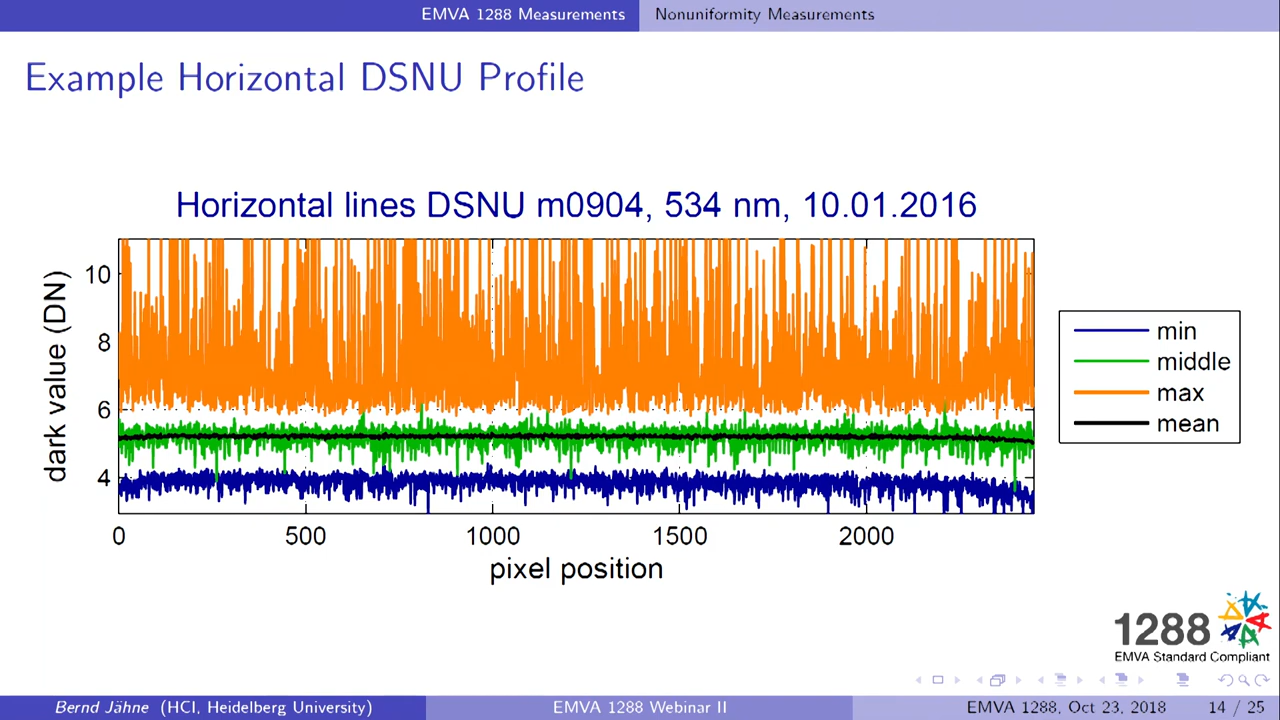 EMVA 1288 Measurements Nonuniformity Measurements
Example Horizontal DSNU Profile
Horizontal lines DSNU m0904, 534 nm, 10.01.2016
10
8
6
4
dark value (DN)
0 500 1000 1500 2000
pixel position
min
middle
max
mean
1288
EMVA Standard Compliant
Bernd Jähne (HCI, Heidelberg University) EMVA 1288 Webinar II EMVA 1288, Oct 23, 2018 14 / 25